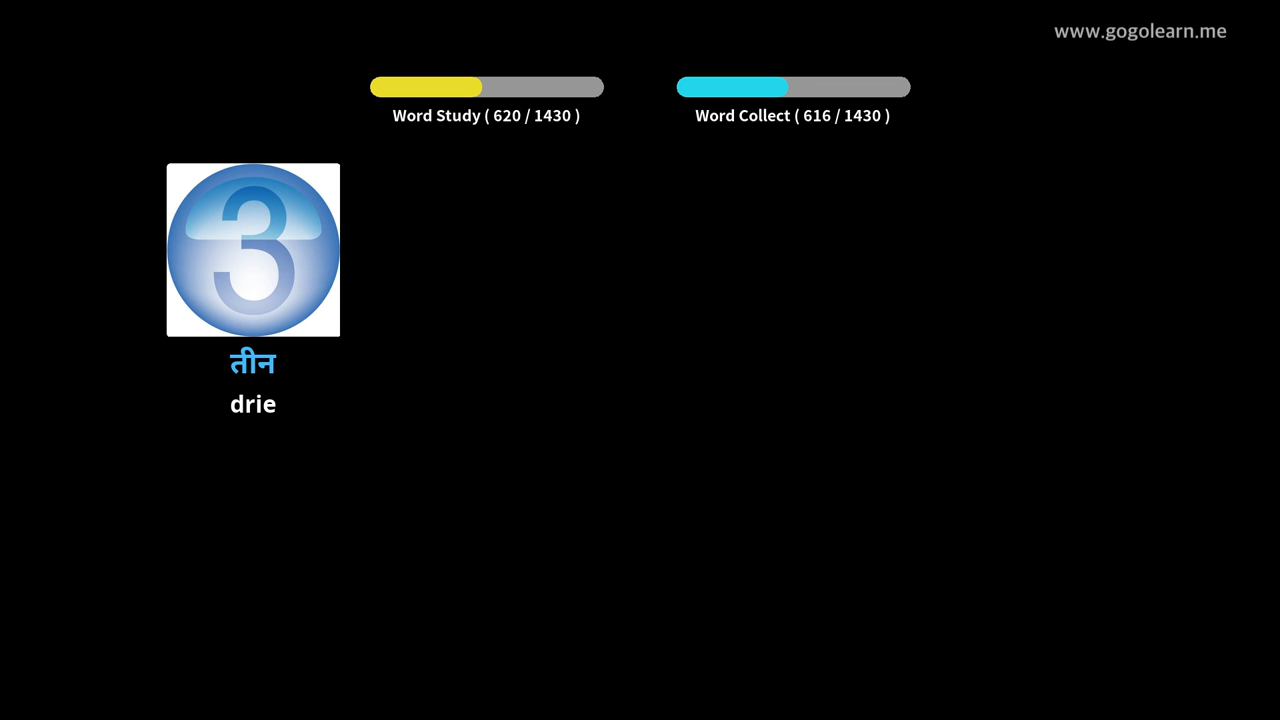 www.gogolearn.me
Word Study ( 620 / 1430 )
Word Collect ( 616 / 1430 )
3
तीन
drie